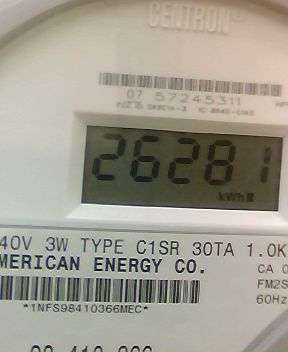 CENTRON®
07 57245311
26281
kWh
40V 3W TYPE C1SR 30TA 1.0K
MERICAN ENERGY CO.
CA 0
FM2S
60Hz
*1NFS98410366MEC*